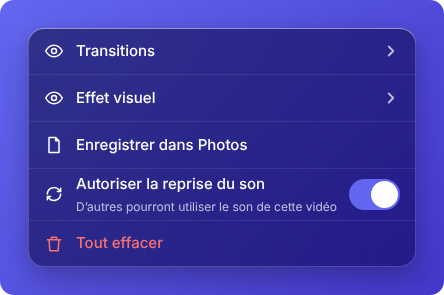 Transitions
Effet visuel
Enregistrer dans Photos
Autoriser la reprise du son
D'autres pourront utiliser le son de cette vidéo
Tout effacer